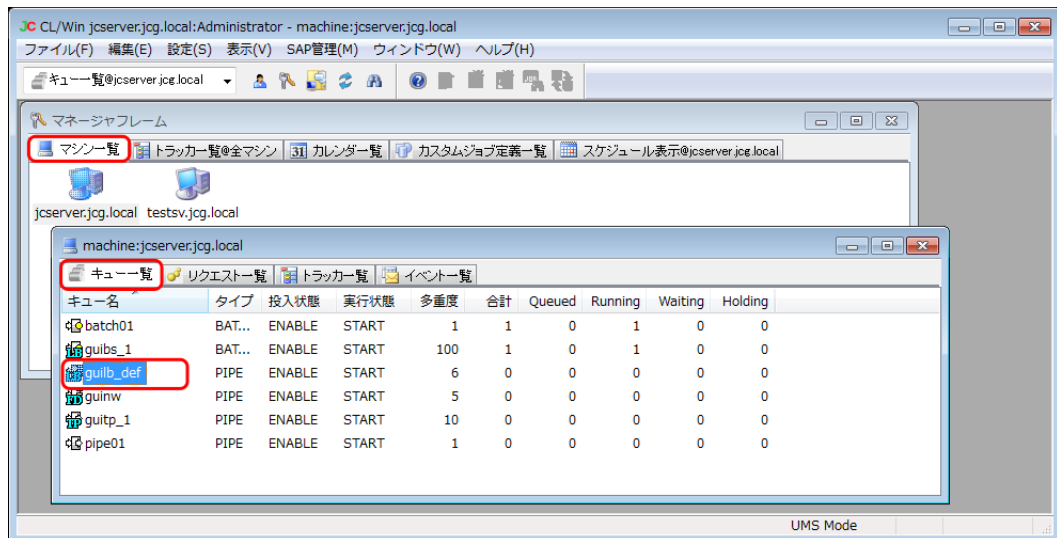 JC CL/Win jcserver.jcg.local:Administrator - machine:jcserver.jcg.local
ファイル(F) 編集(E) 設定(S) 表示(V) SAP管理(M) ウィンドウ(W) ヘルプ(H)
キュー一覧@jcserver.jcg.local
マネージャフレーム
マシン一覧 トラッカ一覧@全マシン 31 カレンダ一覧 カスタムジョブ定義一覧 スケジュール表示@jcserver.jcg.local
jcserver.jcg.local testsv.jcg.local
machine:jcserver.jcg.local
キュー一覧 リクエスト一覧 トラッカ一覧 イベント一覧
キュー名 タイプ 投入状態 実行状態 多重度 合計 Queued Running Waiting Holding
batch01 BAT... ENABLE START 1 1 0 1 0 0
guibs_1 BAT... ENABLE START 100 1 0 1 0 0
guilb_def PIPE ENABLE START 6 0 0 0 0 0
guinw PIPE ENABLE START 5 0 0 0 0 0
guitp_1 PIPE ENABLE START 10 0 0 0 0 0
pipe01 PIPE ENABLE START 1 0 0 0 0 0
UMS Mode